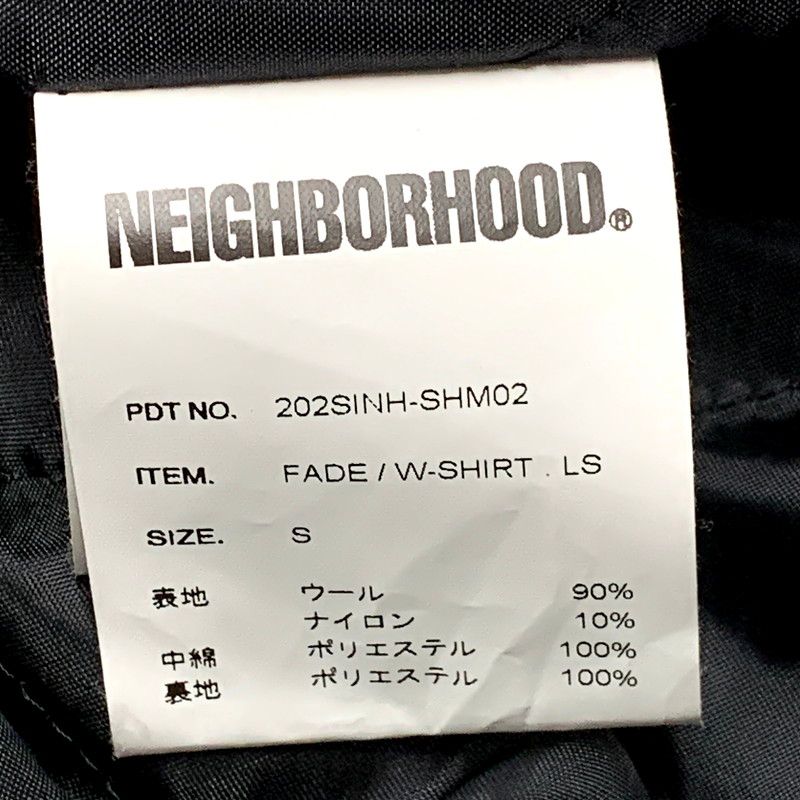 NEIGHBORHOOD®
PDT NO. 202SINH-SHM02
ITEM. FADE / W-SHIRT . LS
SIZE. S
表地 ウール 90%
ナイロン 10%
中綿 ポリエステル 100%
裏地 ポリエステル 100%